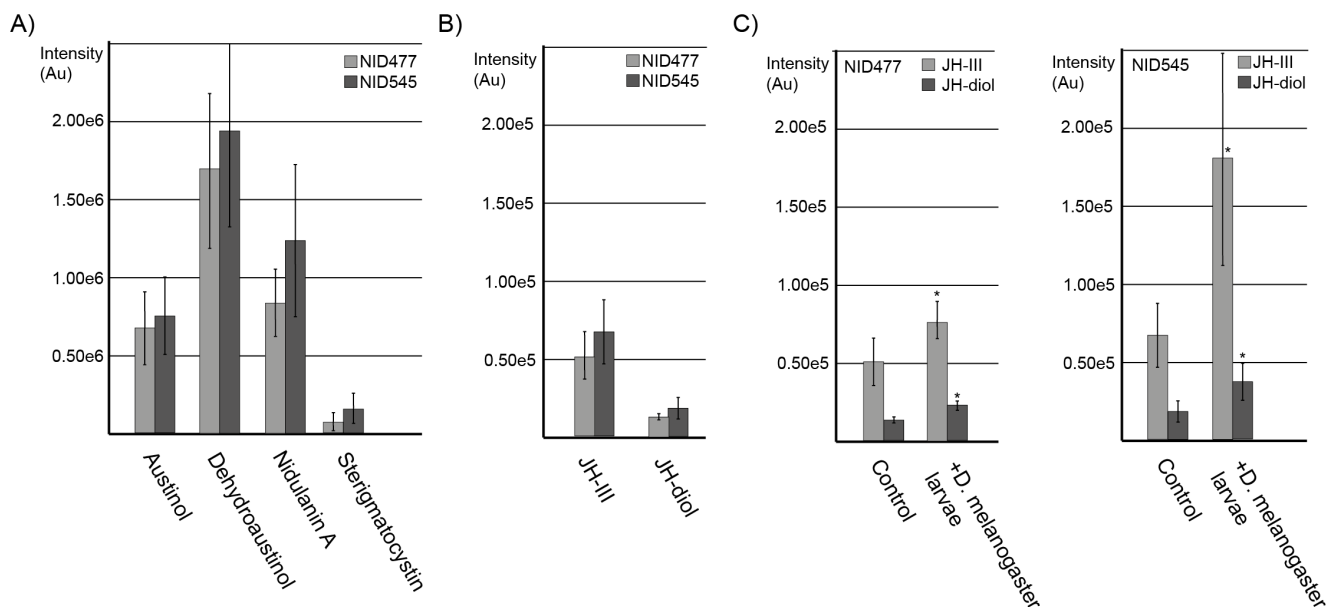 A)
Intensity
(Au)
NID477
NID545
2.00e6
1.50e6
1.00e6
0.50e6
Austinol
Dehydroaustinol
Nidulanin A
Sterigmatocystin
B)
Intensity
(Au)
NID477
NID545
2.00e5
1.50e5
1.00e5
0.50e5
JH-III
JH-diol
C)
Intensity
(Au)
NID477
JH-III
JH-diol
2.00e5
1.50e5
1.00e5
0.50e5
*
*
Control
+D. melanogaster
larvae
Intensity
(Au)
NID545
JH-III
JH-diol
2.00e5
1.50e5
1.00e5
0.50e5
*
*
Control
+D. melanogaster
larvae